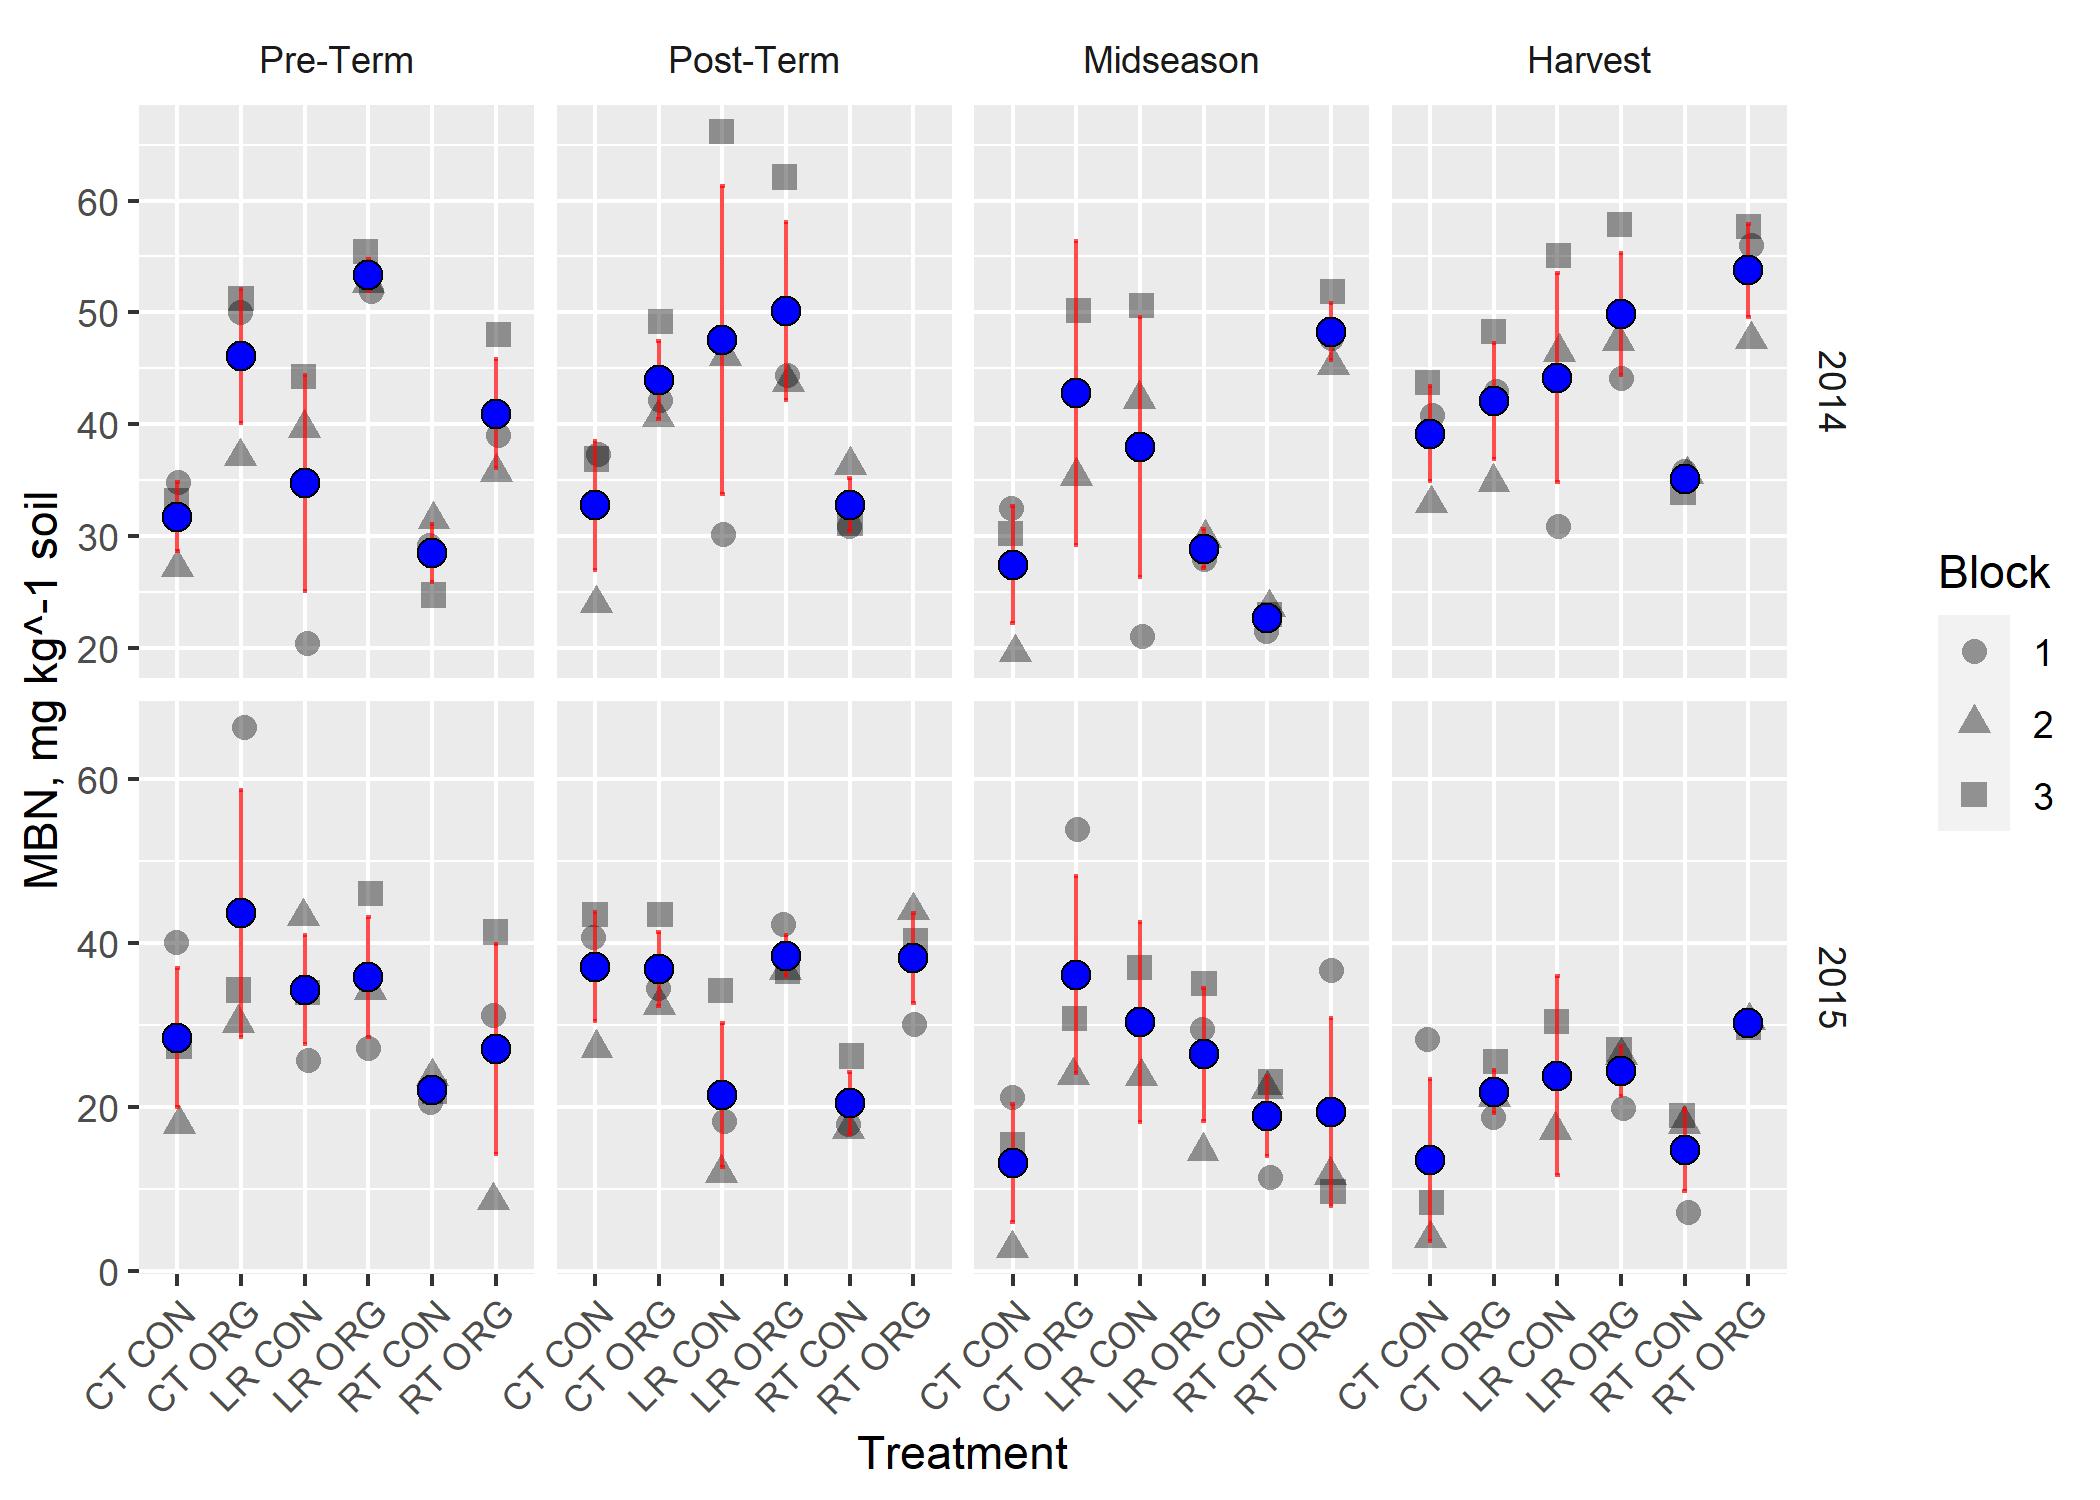 Pre-Term
Post-Term
Midseason
Harvest
MBN, mg kg^-1 soil
60
50
40
30
20
2014
60
40
20
0
2015
CT CON
CT ORG
LR CON
LR ORG
RT CON
RT ORG
CT CON
CT ORG
LR CON
LR ORG
RT CON
RT ORG
CT CON
CT ORG
LR CON
LR ORG
RT CON
RT ORG
CT CON
CT ORG
LR CON
LR ORG
RT CON
RT ORG
Treatment
Block
1
2
3